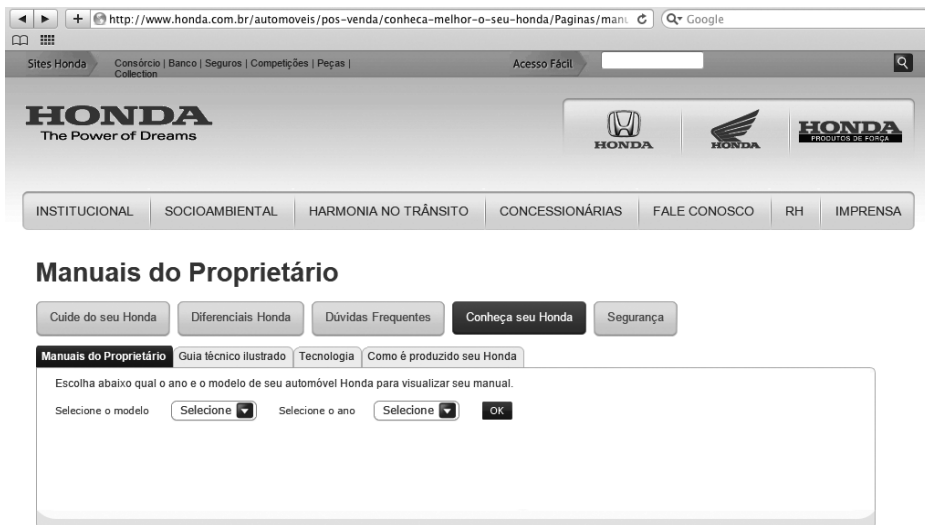 http://www.honda.com.br/automoveis/pos-venda/conheca-melhor-o-seu-honda/Paginas/manu
Google
Sites Honda
Consórcio | Banco | Seguros | Competições | Peças |
Collection
Acesso Fácil
HONDA
The Power of Dreams
HONDA
HONDA
HONDA
PRODUTOS DE FORÇA
INSTITUCIONAL SOCIOAMBIENTAL HARMONIA NO TRÂNSITO CONCESSIONÁRIAS FALE CONOSCO RH IMPRENSA
Manuais do Proprietário
Cuide do seu Honda Diferenciais Honda Dúvidas Frequentes Conheça seu Honda Segurança
Manuais do Proprietário Guia técnico ilustrado Tecnologia Como é produzido seu Honda
Escolha abaixo qual o ano e o modelo de seu automóvel Honda para visualizar seu manual.
Selecione o modelo Selecione Selecione o ano Selecione OK